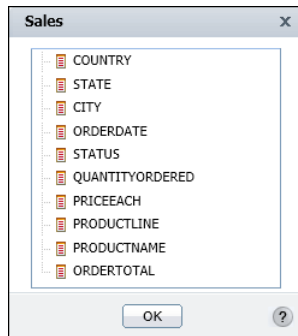 Sales x
COUNTRY
STATE
CITY
ORDERDATE
STATUS
QUANTITYORDERED
PRICEEACH
PRODUCTLINE
PRODUCTNAME
ORDERTOTAL
OK ?